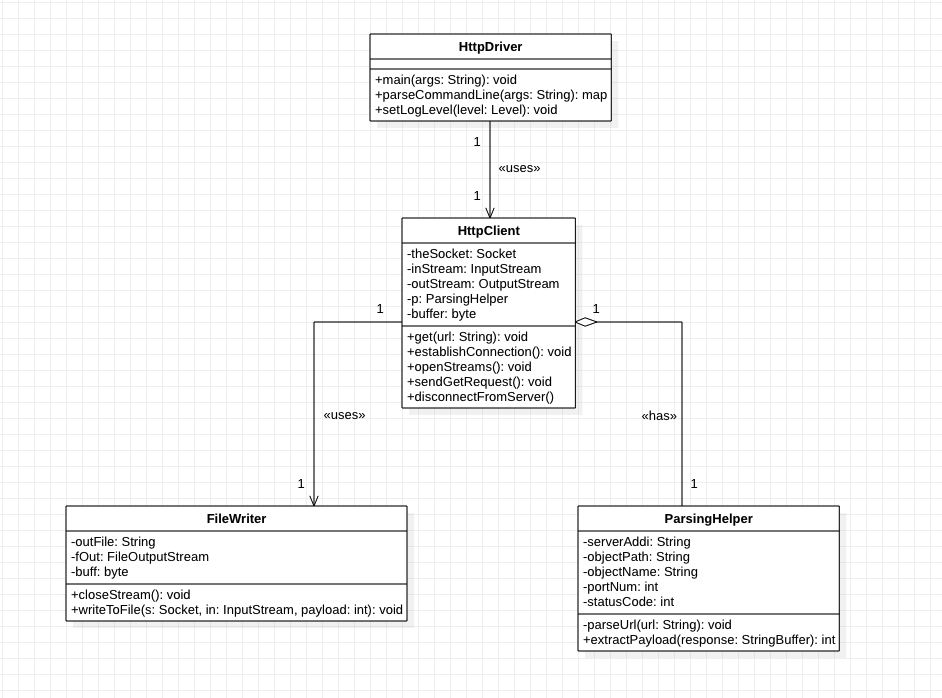 HttpDriver
+main(args: String): void
+parseCommandLine(args: String): map
+setLogLevel(level: Level): void
1
«uses»
1
HttpClient
-theSocket: Socket
-inStream: InputStream
-outStream: OutputStream
-p: ParsingHelper
-buffer: byte
+get(url: String): void
+establishConnection(): void
+openStreams(): void
+sendGetRequest(): void
+disconnectFromServer()
1
«uses»
1
1
«has»
1
FileWriter
-outFile: String
-fOut: FileOutputStream
-buff: byte
+closeStream(): void
+writeToFile(s: Socket, in: InputStream, payload: int): void
ParsingHelper
-serverAddi: String
-objectPath: String
-objectName: String
-portNum: int
-statusCode: int
-parseUrl(url: String): void
+extractPayload(response: StringBuffer): int